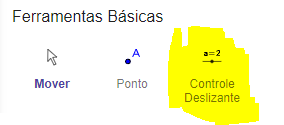 Ferramentas Básicas
A
a=2
Mover
Ponto
Controle
Deslizante